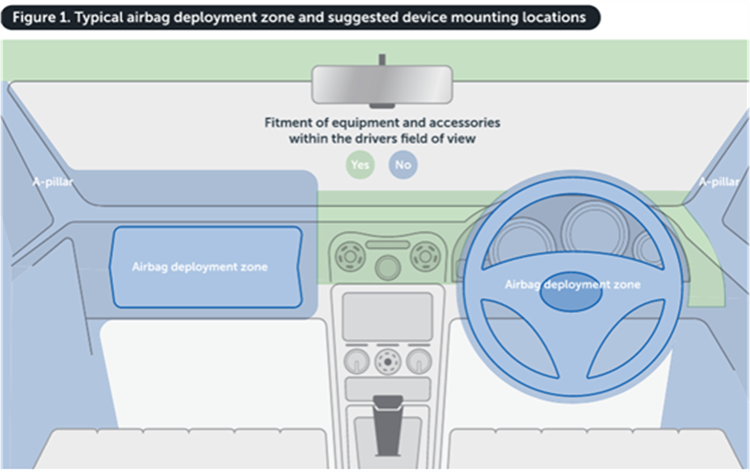 Figure 1. Typical airbag deployment zone and suggested device mounting locations
Fitment of equipment and accessories
within the drivers field of view
Yes
No
A-pillar
A-pillar
Airbag deployment zone
Airbag deployment zone